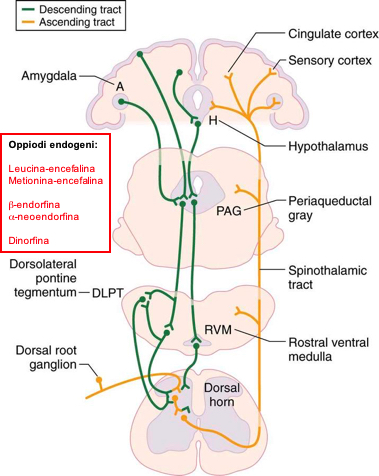 Descending tract
Ascending tract
Cingulate cortex
Sensory cortex
Amygdala
A
H
Hypothalamus
Oppiodi endogeni:
Leucina-encefalina
Metionina-encefalina
β-endorfina
α-neoendorfina
Dinorfina
PAG
Periaqueductal
gray
Dorsolateral
pontine
tegmentum
DLPT
Spinothalamic
tract
RVM
Rostral ventral
medulla
Dorsal root
ganglion
Dorsal
horn